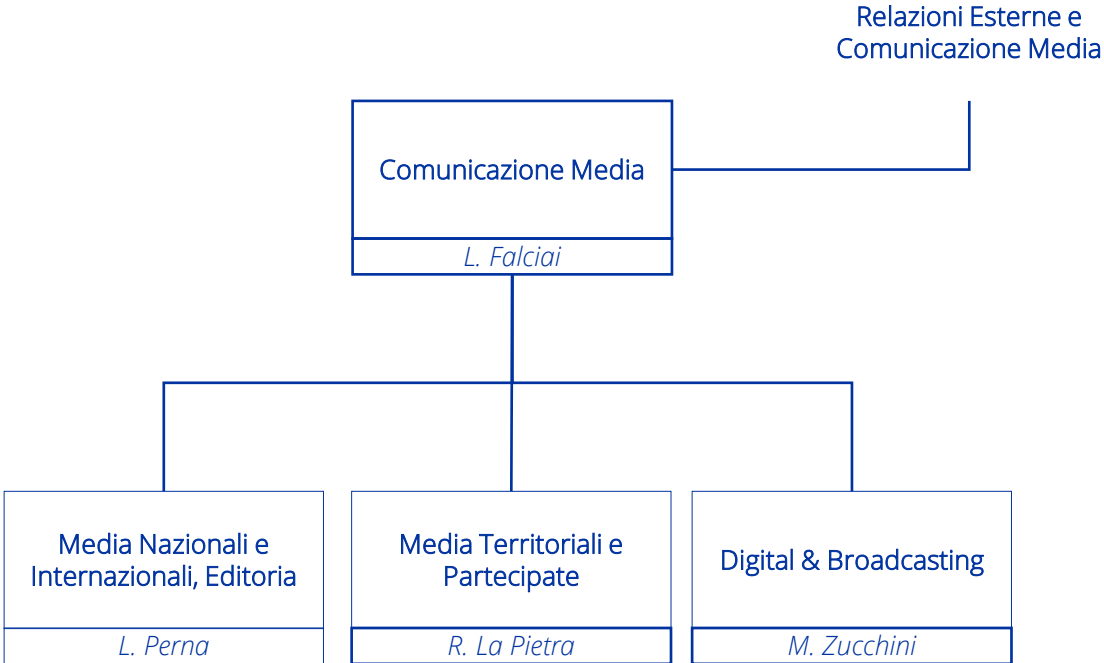 Relazioni Esterne e
Comunicazione Media
Comunicazione Media
L. Falciai
Media Nazionali e
Internazionali, Editoria
L. Perna
Media Territoriali e
Partecipate
R. La Pietra
Digital & Broadcasting
M. Zucchini